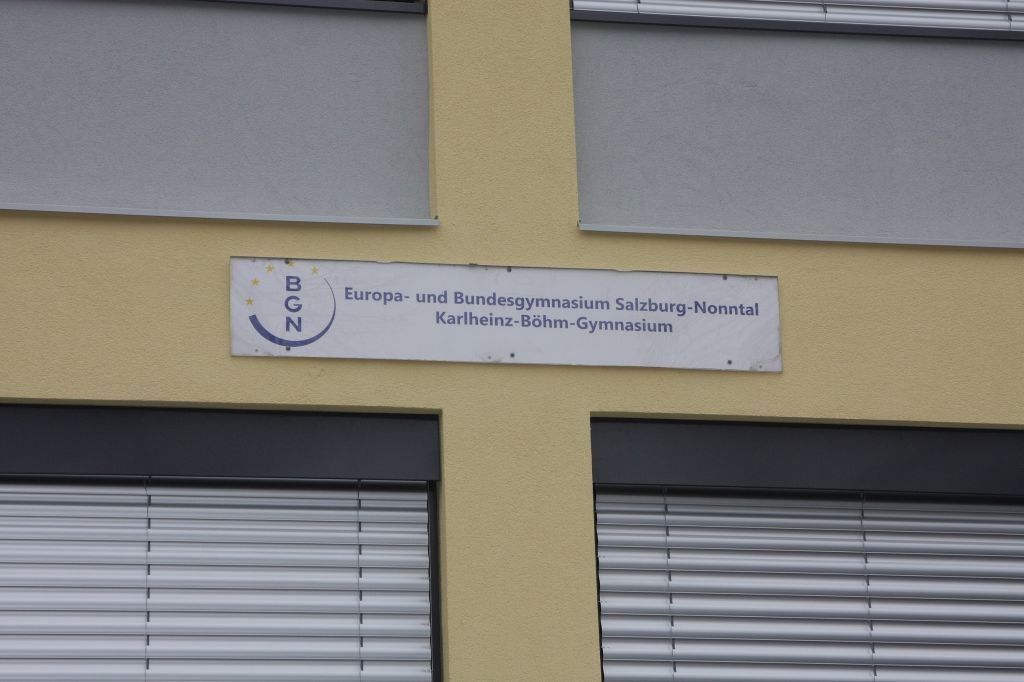 BGN
Europa- und Bundesgymnasium Salzburg-Nonntal
Karlheinz-Böhm-Gymnasium